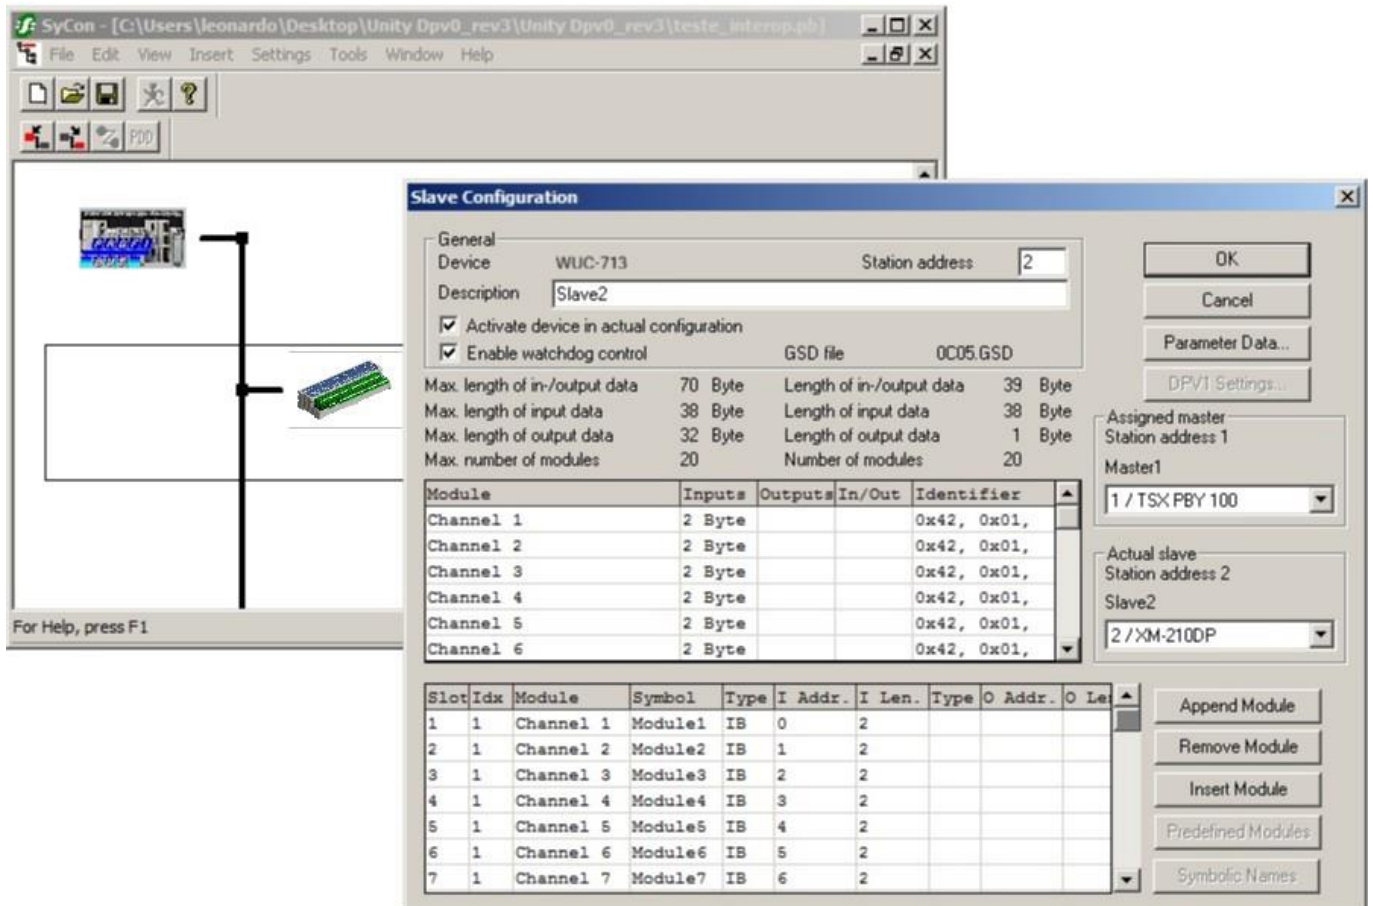 SyCon - [C:\Users\leonardo\Desktop\Unity Dpv0_rev3\Unity Dpv0_rev3\teste_interop.pb]
File Edit View Insert Settings Tools Window Help
PDD
For Help, press F1
Slave Configuration
General
Device WUC-713 Station address 2
Description Slave2
Activate device in actual configuration
Enable watchdog control GSD file 0C05.GSD
Max. length of in-/output data 70 Byte Length of in-/output data 39 Byte
Max. length of input data 38 Byte Length of input data 38 Byte
Max. length of output data 32 Byte Length of output data 1 Byte
Max. number of modules 20 Number of modules 20
Module Inputs Outputs In/Out Identifier
Channel 1 2 Byte 0x42, 0x01,
Channel 2 2 Byte 0x42, 0x01,
Channel 3 2 Byte 0x42, 0x01,
Channel 4 2 Byte 0x42, 0x01,
Channel 5 2 Byte 0x42, 0x01,
Channel 6 2 Byte 0x42, 0x01,
OK
Cancel
Parameter Data...
DPV1 Settings...
Assigned master
Station address 1
Master1
1 / TSX PBY 100
Actual slave
Station address 2
Slave2
2 / XM-210DP
Slot Idx Module Symbol Type I Addr. I Len. Type O Addr. O Le
1 1 Channel 1 Module1 IB 0 2
2 1 Channel 2 Module2 IB 1 2
3 1 Channel 3 Module3 IB 2 2
4 1 Channel 4 Module4 IB 3 2
5 1 Channel 5 Module5 IB 4 2
6 1 Channel 6 Module6 IB 5 2
7 1 Channel 7 Module7 IB 6 2
Append Module
Remove Module
Insert Module
Predefined Modules
Symbolic Names